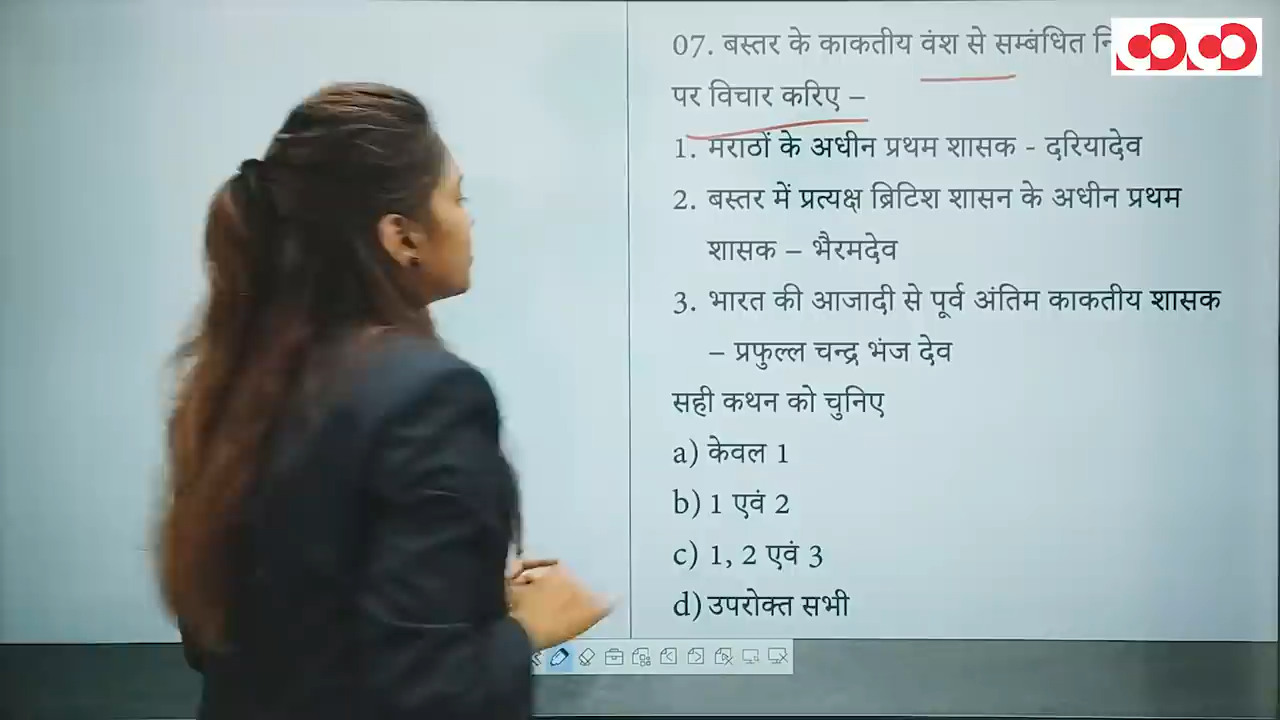 07. बस्तर के काकतीय वंश से सम्बंधित
पर विचार करिए –
1. मराठों के अधीन प्रथम शासक - दरियादेव
2. बस्तर में प्रत्यक्ष ब्रिटिश शासन के अधीन प्रथम
शासक – भैरमदेव
3. भारत की आजादी से पूर्व अंतिम काकतीय शासक
– प्रफुल्ल चन्द्र भंज देव
सही कथन को चुनिए
a) केवल 1
b) 1 एवं 2
c) 1, 2 एवं 3
d) उपरोक्त सभी